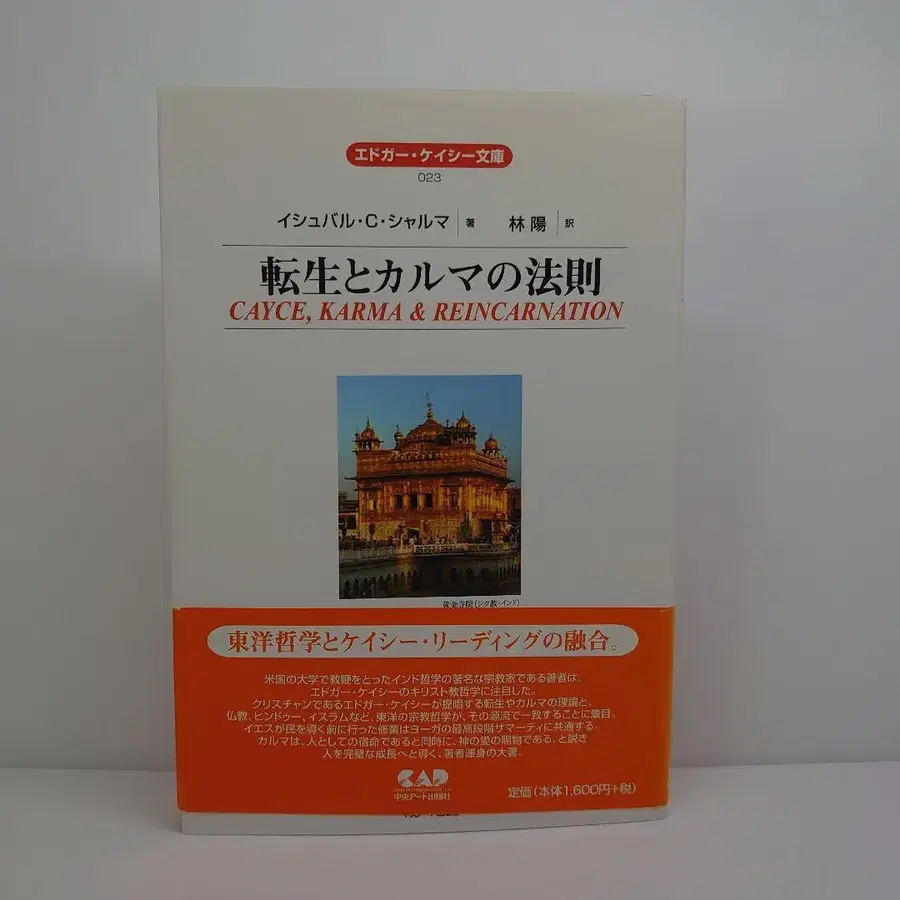 エドガー・ケイシー文庫
023
イシュバル・C・シャルマ 著 林陽 訳
転生とカルマの法則
CAYCE, KARMA & REINCARNATION
黄金寺院(シク教・インド)
東洋哲学とケイシー・リーディングの融合。
米国の大学で教鞭をとったインド哲学の著名な宗教家である著者は、
エドガー・ケイシーのキリスト教哲学に注目した。
クリスチャンであるエドガー・ケイシーが提唱する転生やカルマの理論と、
仏教、ヒンドゥー、イスラムなど、東洋の宗教哲学が、その源流で一致することに着目。
イエスが民を導く前に行った修業はヨーガの最高段階サマーディに共通する。
カルマは、人としての宿命であると同時に、神の愛の賜物である、と説き
人を完璧な成長へと導く、著者渾身の大著。
CAP
中央アート出版社
定価(本体1,600円+税)